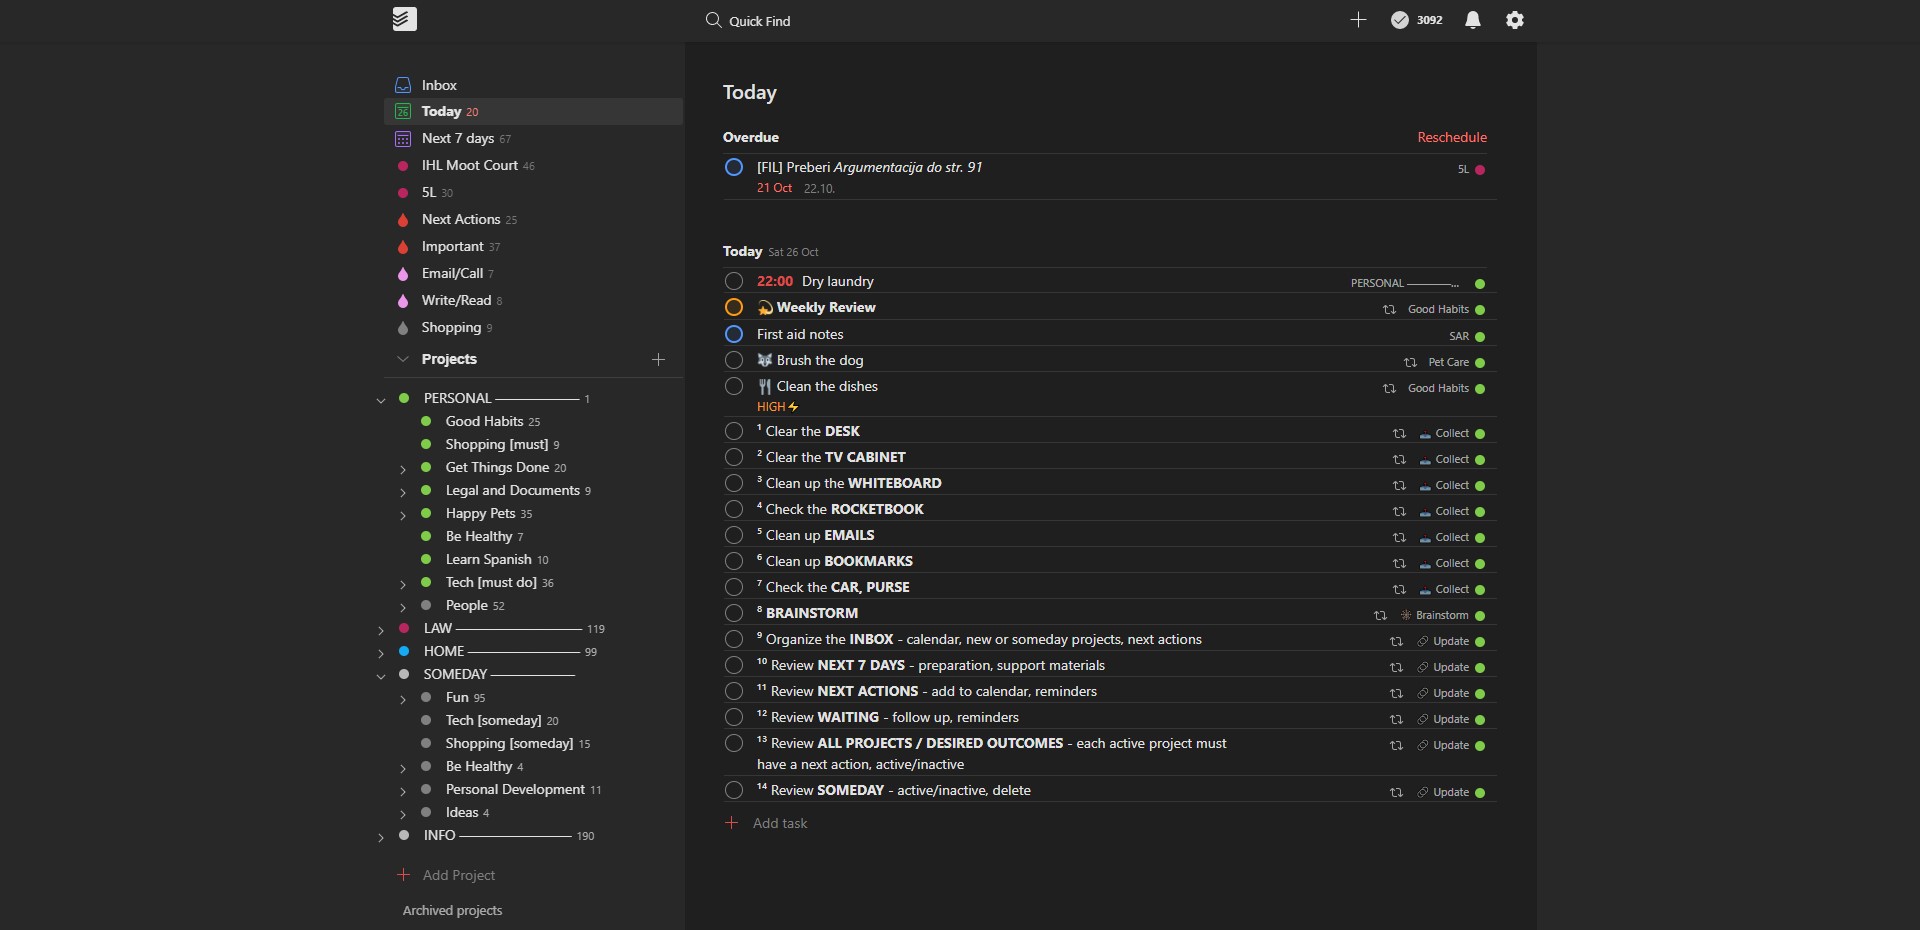 Quick Find
3092
Inbox
26 Today 20
Next 7 days 67
IHL Moot Court 46
5L 30
Next Actions 25
Important 37
Email/Call 7
Write/Read 8
Shopping 9
Projects
PERSONAL ─────── 1
Good Habits 25
Shopping [must] 9
Get Things Done 20
Legal and Documents 9
Happy Pets 35
Be Healthy 7
Learn Spanish 10
Tech [must do] 36
People 52
LAW ────────── 119
HOME ───────── 99
SOMEDAY ───────
Fun 95
Tech [someday] 20
Shopping [someday] 15
Be Healthy 4
Personal Development 11
Ideas 4
INFO ───────── 190
Add Project
Archived projects
Today
Overdue Reschedule
[FIL] Preberi Argumentacija do str. 91 5L
21 Oct 22.10.
Today Sat 26 Oct
22:00 Dry laundry PERSONAL ────...
💫 Weekly Review Good Habits
First aid notes SAR
🐺 Brush the dog Pet Care
🍴 Clean the dishes Good Habits
HIGH⚡
¹ Clear the DESK Collect
² Clear the TV CABINET Collect
³ Clean up the WHITEBOARD Collect
⁴ Check the ROCKETBOOK Collect
⁵ Clean up EMAILS Collect
⁶ Clean up BOOKMARKS Collect
⁷ Check the CAR, PURSE Collect
⁸ BRAINSTORM Brainstorm
⁹ Organize the INBOX - calendar, new or someday projects, next actions Update
¹⁰ Review NEXT 7 DAYS - preparation, support materials Update
¹¹ Review NEXT ACTIONS - add to calendar, reminders Update
¹² Review WAITING - follow up, reminders Update
¹³ Review ALL PROJECTS / DESIRED OUTCOMES - each active project must Update
have a next action, active/inactive
¹⁴ Review SOMEDAY - active/inactive, delete Update
Add task